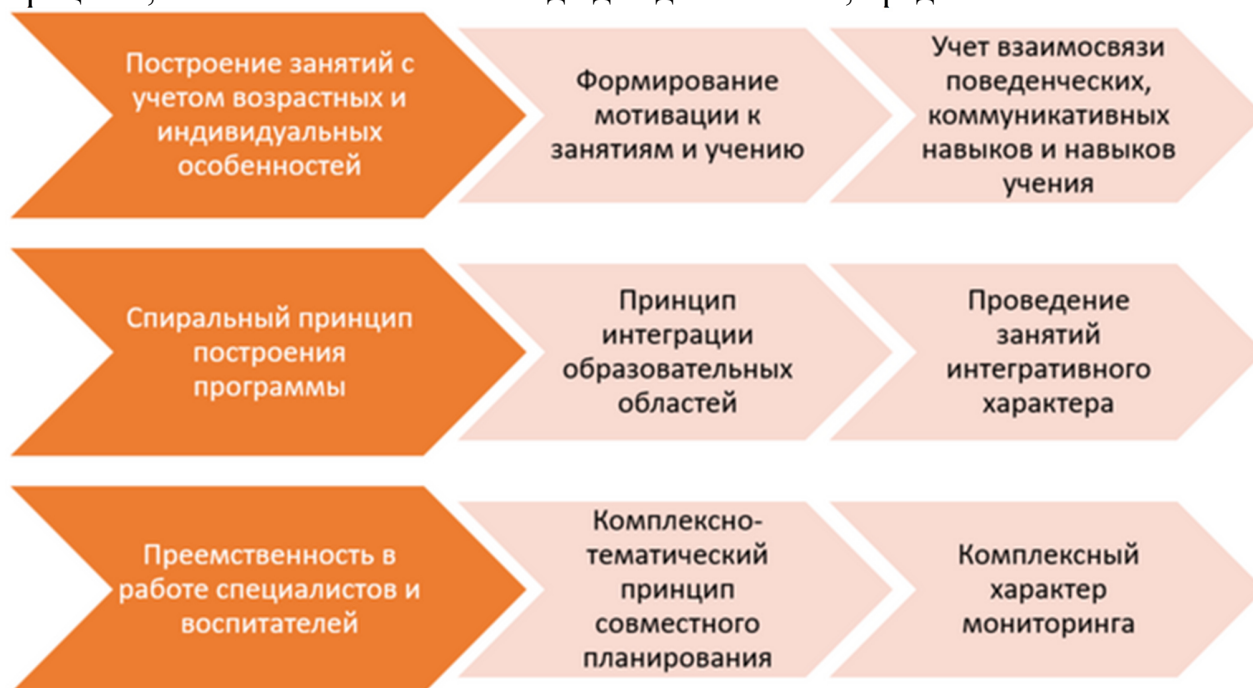 Построение занятий с
учетом возрастных и
индивидуальных
особенностей
Формирование
мотивации к
занятиям и учению
Учет взаимосвязи
поведенческих,
коммуникативных
навыков и навыков
учения
Спиральный принцип
построения
программы
Принцип
интеграции
образовательных
областей
Проведение
занятий
интегративного
характера
Преемственность в
работе специалистов и
воспитателей
Комплексно-
тематический
принцип
совместного
планирования
Комплексный
характер
мониторинга